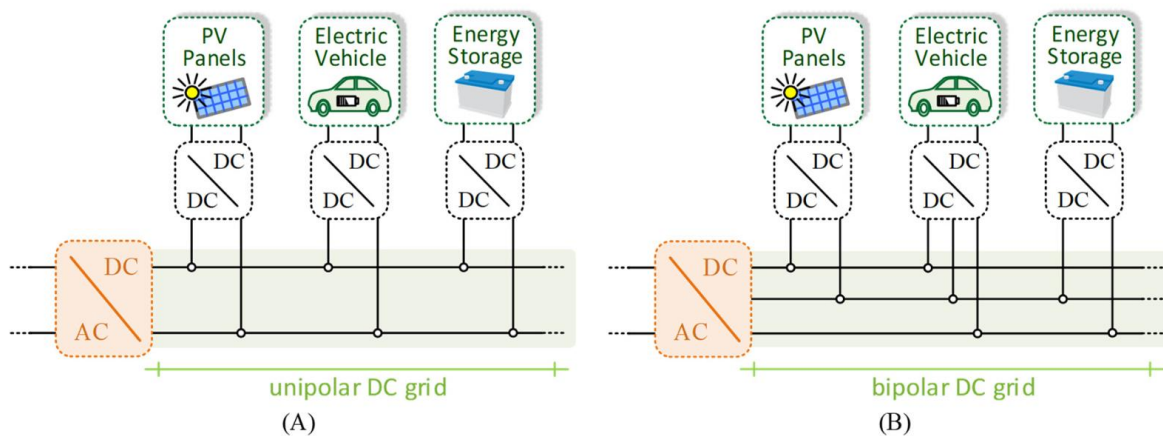 PV
Panels
Electric
Vehicle
Energy
Storage
DC
DC
DC
DC
DC
DC
DC
AC
unipolar DC grid
(A)
PV
Panels
Electric
Vehicle
Energy
Storage
DC
DC
DC
DC
DC
DC
DC
AC
bipolar DC grid
(B)